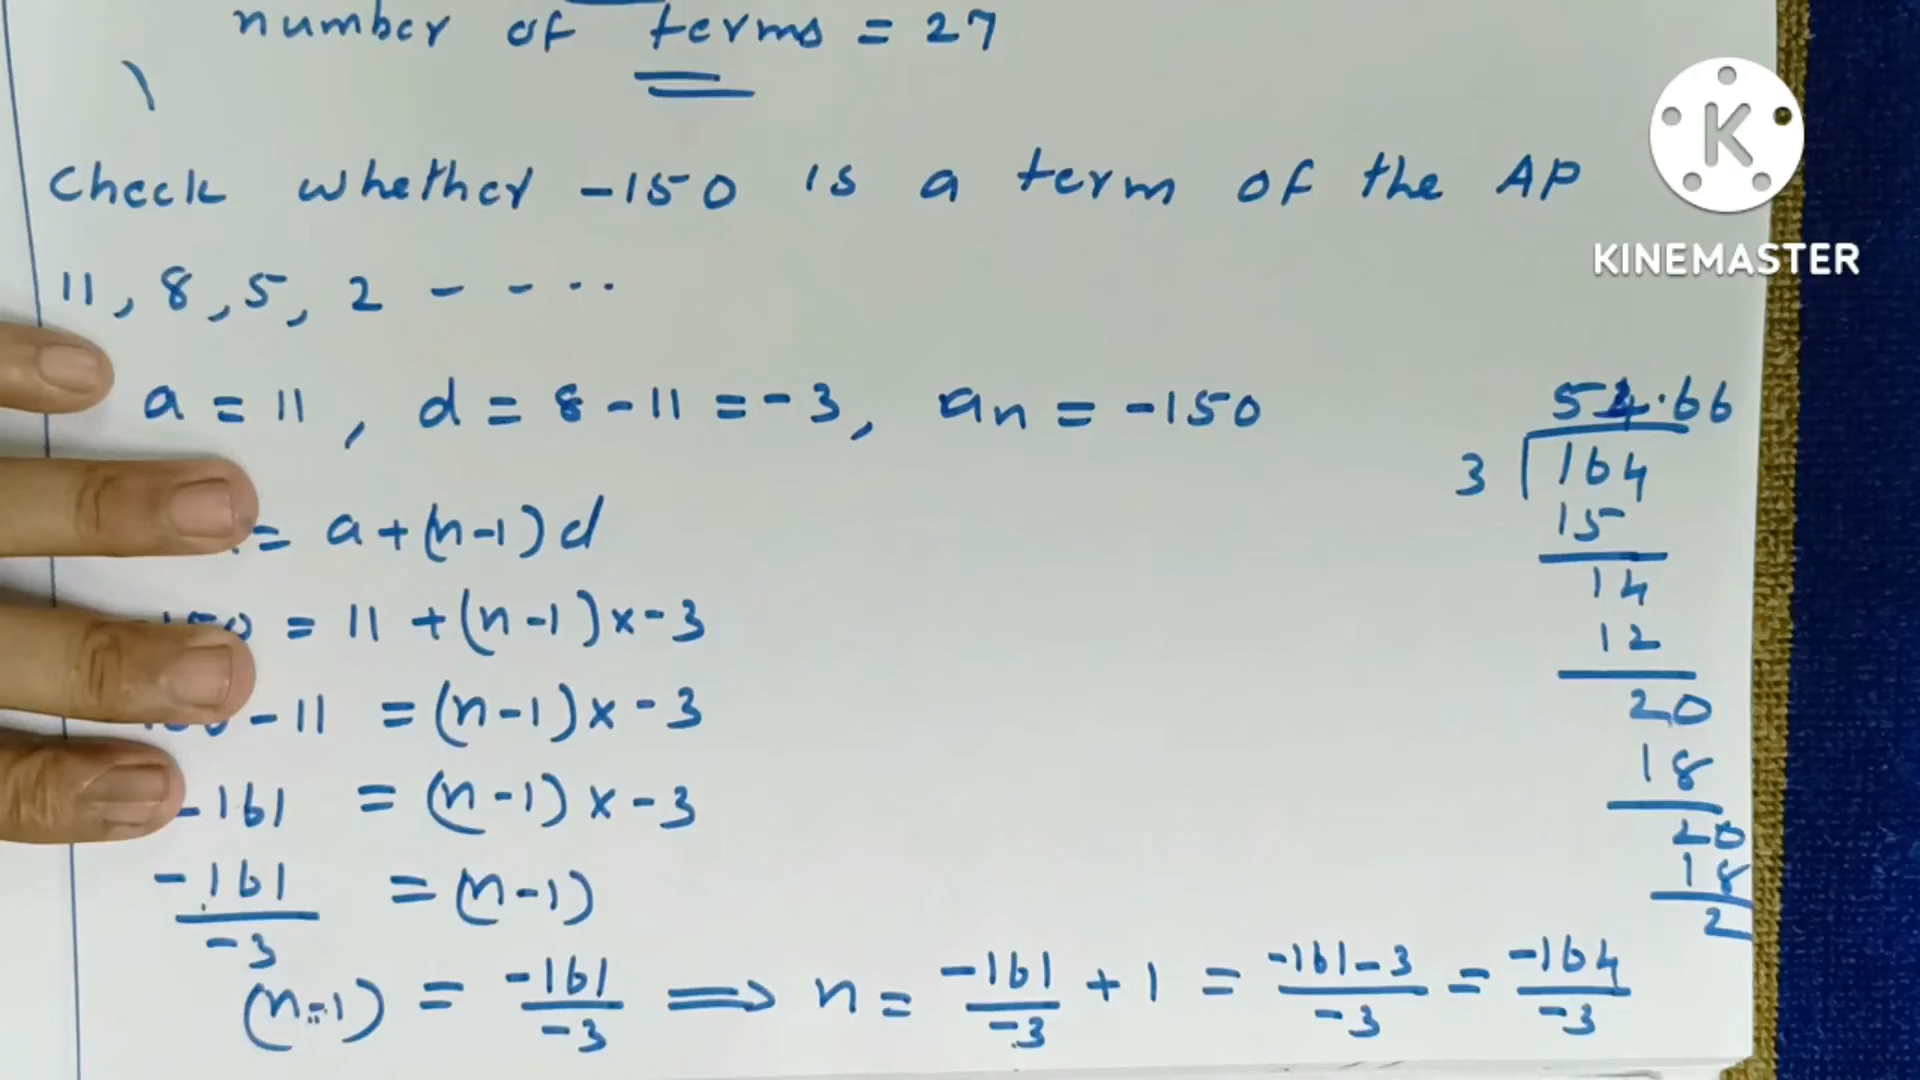 number of terms = 27
Check whether -150 is a term of the AP
11, 8, 5, 2 - - - . .
a = 11, d = 8 - 11 = -3, an = -150
= a + (n-1) d
= 11 + (n-1) x -3
- 11 = (n-1) x -3
-161 = (n-1) x -3
-161/-3 = (n-1)
(n-1) = -161/-3 ⟹ n = -161/-3 + 1 = -161-3/-3 = -164/-3
54.66
3 164
15
14
12
20
18
20
18
2
K
KINEMASTER